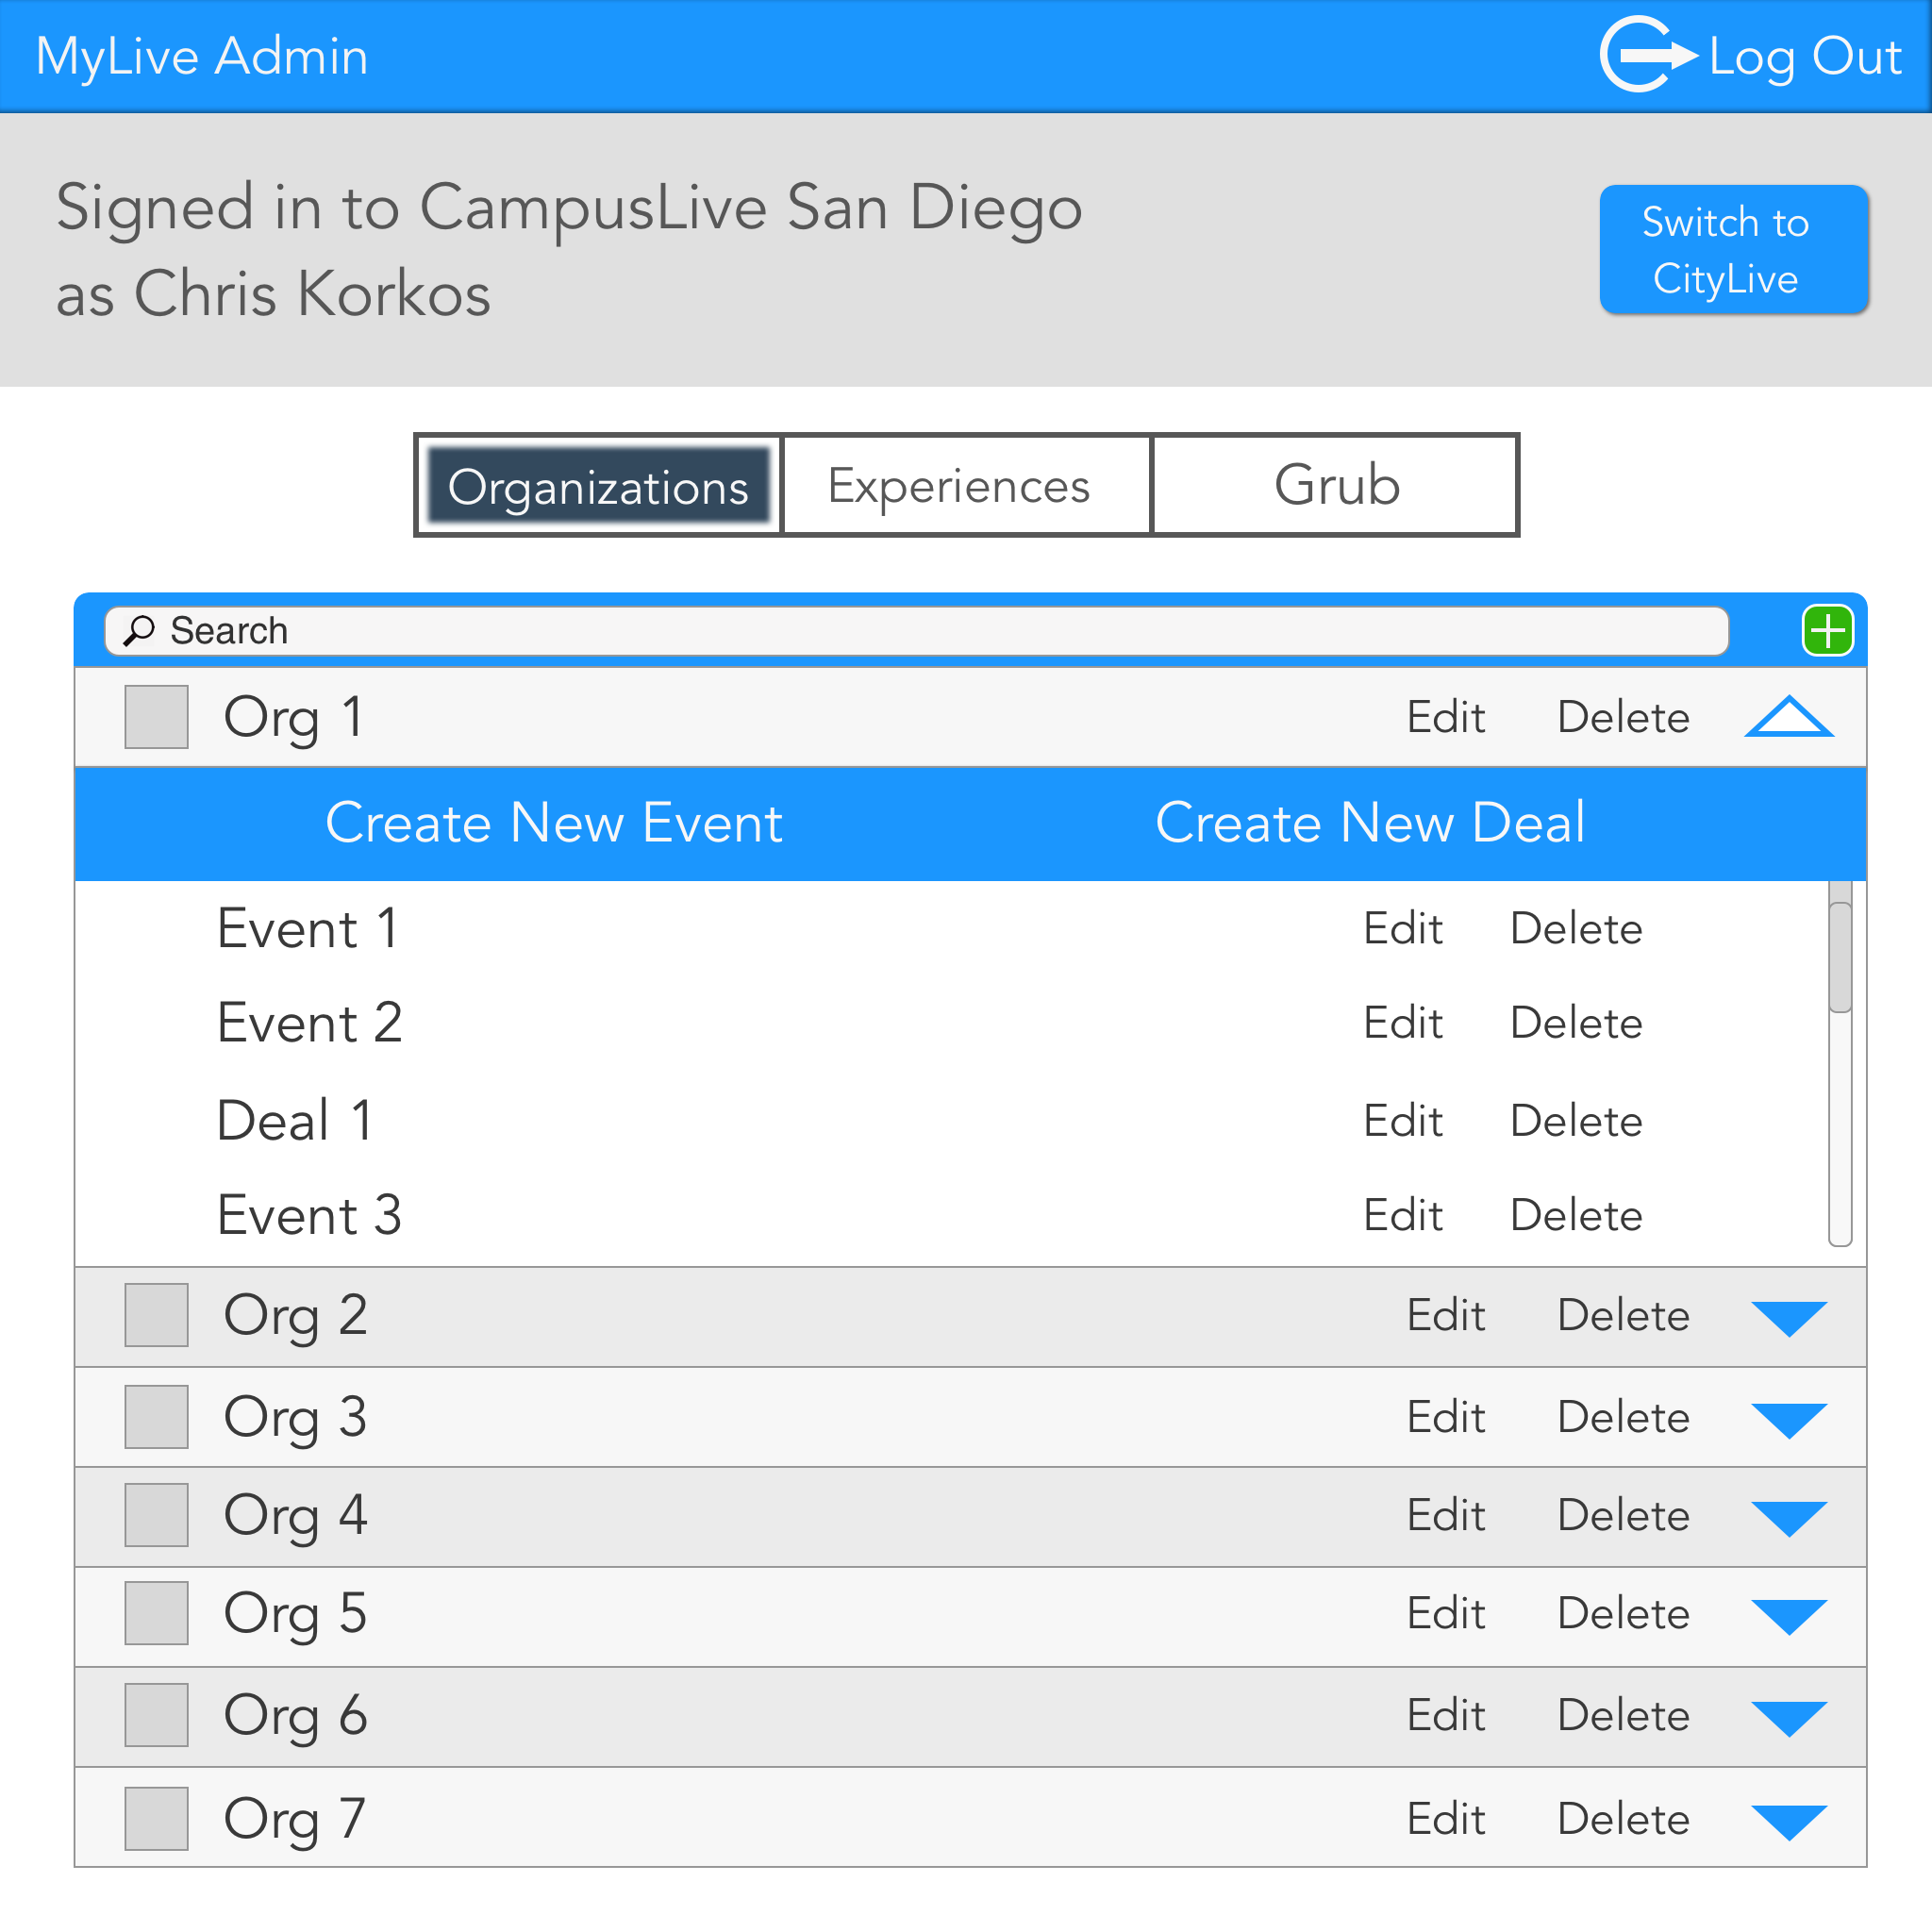 MyLive Admin
Log Out
Signed in to CampusLive San Diego
as Chris Korkos
Switch to
CityLive
Organizations
Experiences
Grub
Search
Org 1 Edit Delete
Create New Event
Create New Deal
Event 1 Edit Delete
Event 2 Edit Delete
Deal 1 Edit Delete
Event 3 Edit Delete
Org 2 Edit Delete
Org 3 Edit Delete
Org 4 Edit Delete
Org 5 Edit Delete
Org 6 Edit Delete
Org 7 Edit Delete